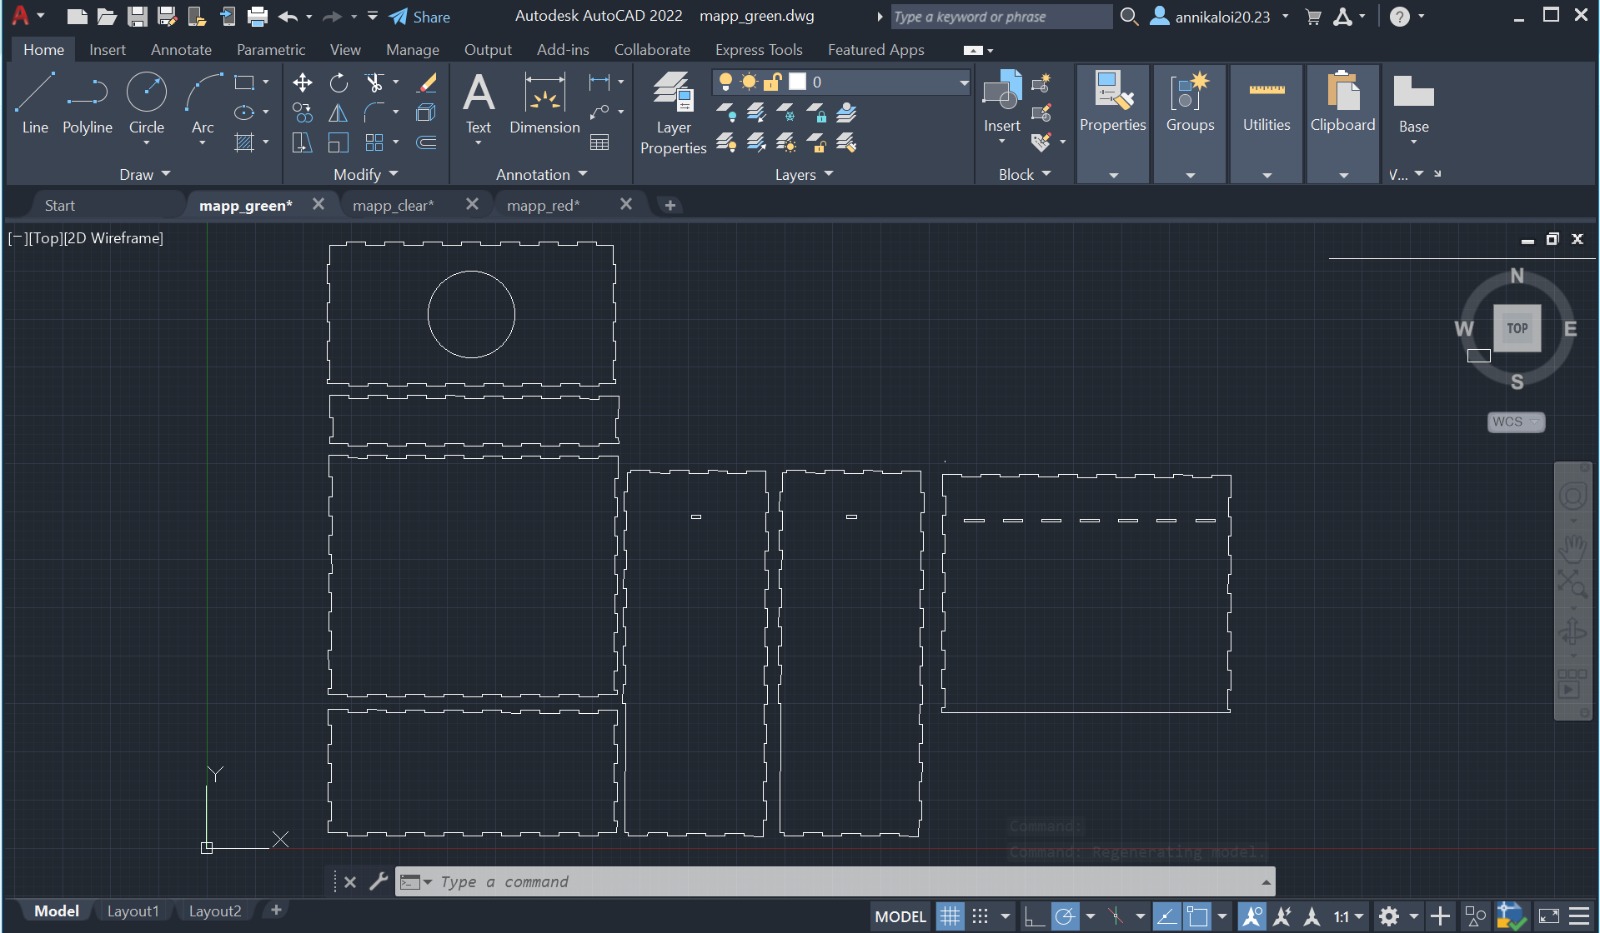 Share
Autodesk AutoCAD 2022 mapp_green.dwg
Type a keyword or phrase
annikaloi20.23
Home Insert Annotate Parametric View Manage Output Add-ins Collaborate Express Tools Featured Apps
Line Polyline Circle Arc
Text Dimension
Layer
Properties
0
Insert
Properties Groups Utilities Clipboard Base
Draw Modify Annotation Layers Block V...
Start mapp_green* mapp_clear* mapp_red*
[−][Top][2D Wireframe]
N
W TOP E
S
WCS
Y
X
Command:
Command: Regenerating model.
Type a command
Model Layout1 Layout2
MODEL 1:1